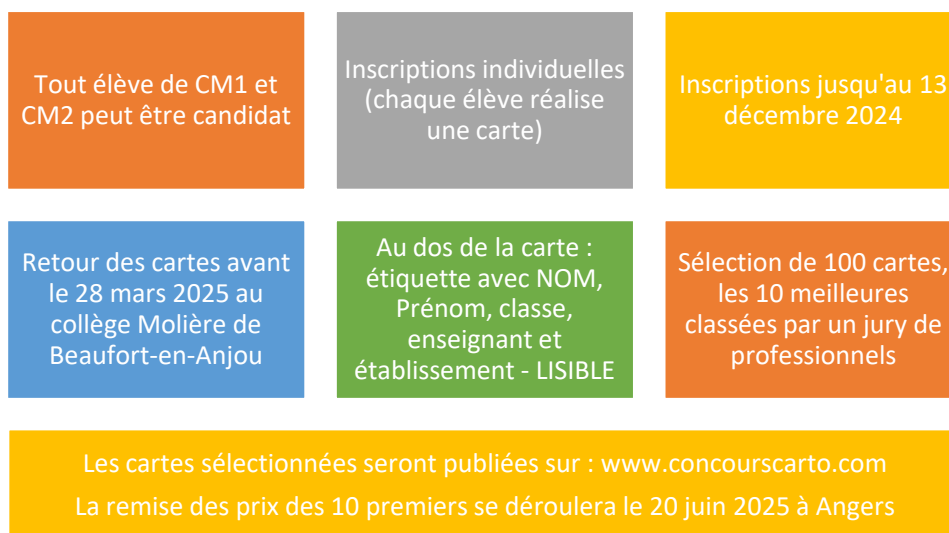 Tout élève de CM1 et
CM2 peut être candidat
Inscriptions individuelles
(chaque élève réalise
une carte)
Inscriptions jusqu'au 13
décembre 2024
Retour des cartes avant
le 28 mars 2025 au
collège Molière de
Beaufort-en-Anjou
Au dos de la carte :
étiquette avec NOM,
Prénom, classe,
enseignant et
établissement - LISIBLE
Sélection de 100 cartes,
les 10 meilleures
classées par un jury de
professionnels
Les cartes sélectionnées seront publiées sur : www.concourscarto.com
La remise des prix des 10 premiers se déroulera le 20 juin 2025 à Angers